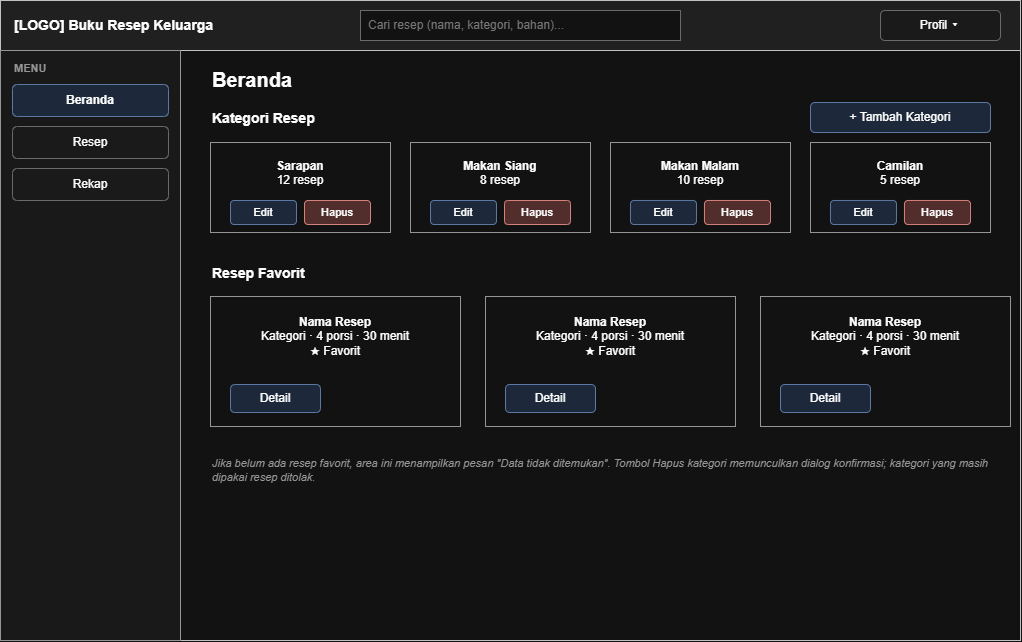 [LOGO] Buku Resep Keluarga
Cari resep (nama, kategori, bahan)...
Profil ▾
MENU
Beranda
Resep
Rekap
Beranda
Kategori Resep
+ Tambah Kategori
Sarapan
12 resep
Edit
Hapus
Makan Siang
8 resep
Edit
Hapus
Makan Malam
10 resep
Edit
Hapus
Camilan
5 resep
Edit
Hapus
Resep Favorit
Nama Resep
Kategori · 4 porsi · 30 menit
★ Favorit
Detail
Nama Resep
Kategori · 4 porsi · 30 menit
★ Favorit
Detail
Nama Resep
Kategori · 4 porsi · 30 menit
★ Favorit
Detail
Jika belum ada resep favorit, area ini menampilkan pesan "Data tidak ditemukan". Tombol Hapus kategori memunculkan dialog konfirmasi; kategori yang masih
dipakai resep ditolak.